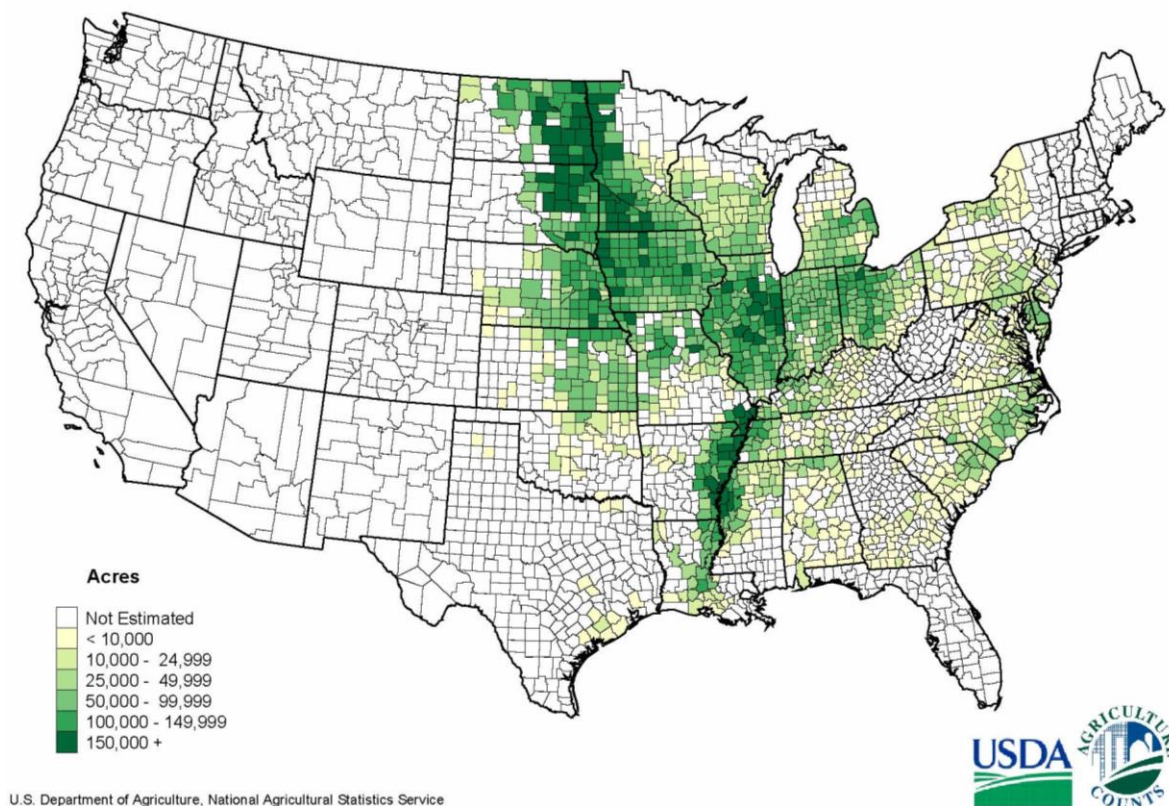 Acres
Not Estimated
< 10,000
10,000 - 24,999
25,000 - 49,999
50,000 - 99,999
100,000 - 149,999
150,000 +
USDA
AGRICULTURE
COUNTS
U.S. Department of Agriculture, National Agricultural Statistics Service